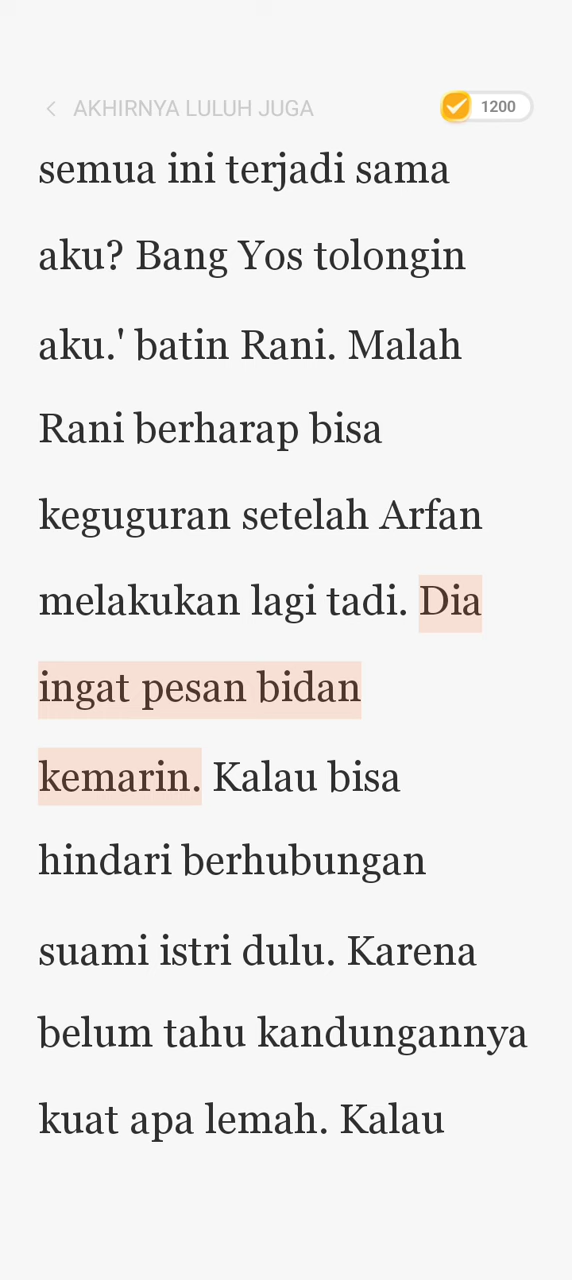 AKHIRNYA LULUH JUGA
1200
semua ini terjadi sama
aku? Bang Yos tolongin
aku.' batin Rani. Malah
Rani berharap bisa
keguguran setelah Arfan
melakukan lagi tadi. Dia
ingat pesan bidan
kemarin. Kalau bisa
hindari berhubungan
suami istri dulu. Karena
belum tahu kandungannya
kuat apa lemah. Kalau